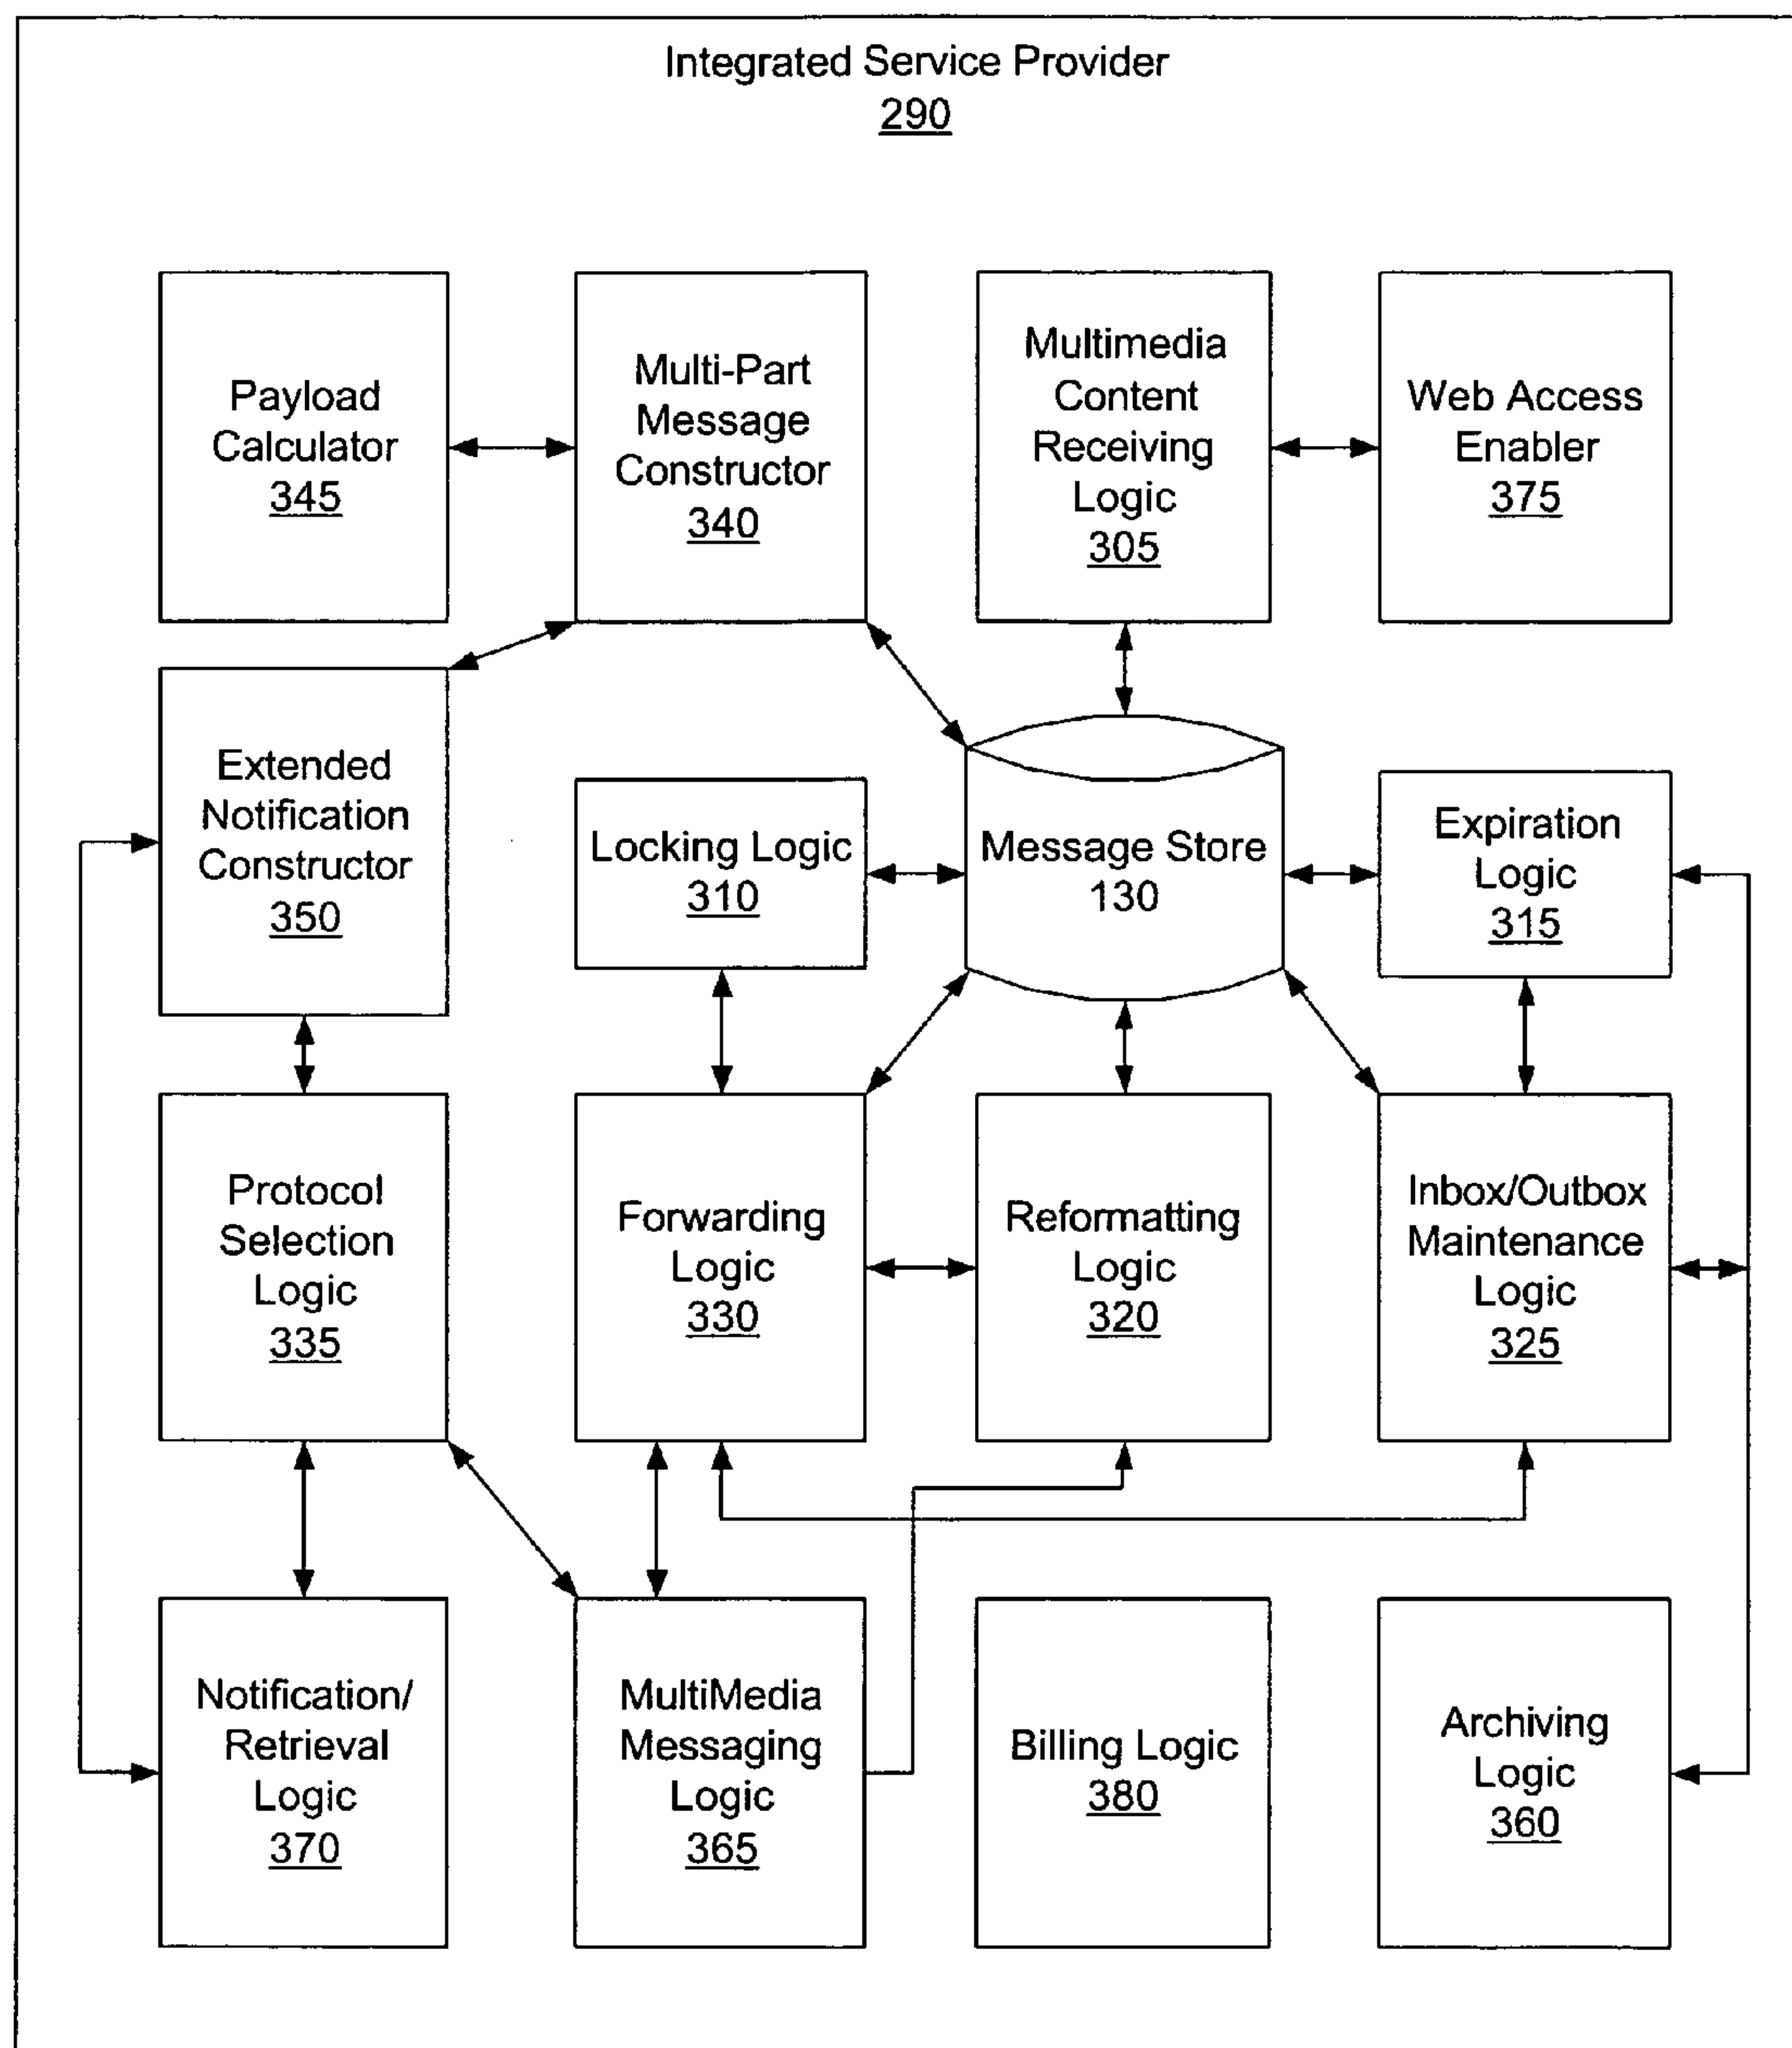 Integrated Service Provider
290
Payload
Calculator
345
Multi-Part
Message
Constructor
340
Multimedia
Content
Receiving
Logic
305
Web Access
Enabler
375
Extended
Notification
Constructor
350
Locking Logic
310
Message Store
130
Expiration
Logic
315
Protocol
Selection
Logic
335
Forwarding
Logic
330
Reformatting
Logic
320
Inbox/Outbox
Maintenance
Logic
325
Notification/
Retrieval
Logic
370
MultiMedia
Messaging
Logic
365
Billing Logic
380
Archiving
Logic
360